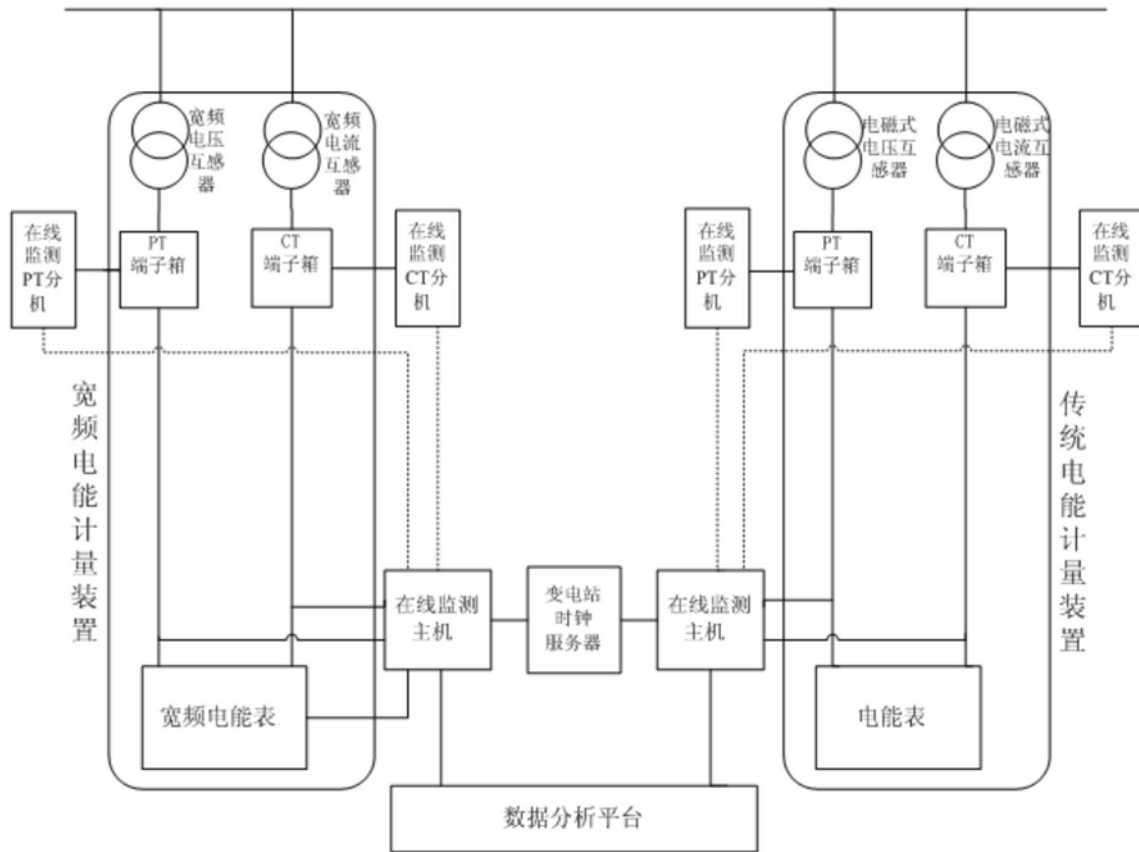 宽频
电压
互感
器
宽频
电流
互感
器
电磁式
电压互
感器
电磁式
电流互
感器
在线
监测
PT分
机
PT
端子箱
CT
端子箱
在线
监测
CT分
机
在线
监测
PT分
机
PT
端子箱
CT
端子箱
在线
监测
CT分
机
宽频电能计量装置
传统电能计量装置
在线监测
主机
变电站
时钟
服务器
在线监测
主机
宽频电能表
电能表
数据分析平台